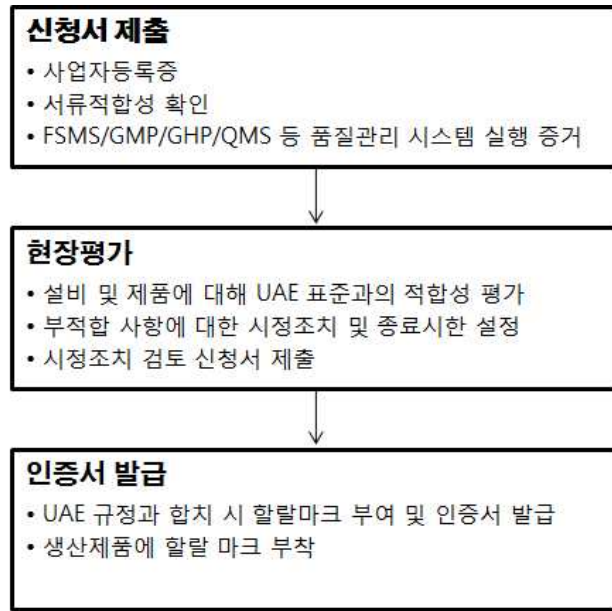 신청서 제출
• 사업자등록증
• 서류적합성 확인
• FSMS/GMP/GHP/QMS 등 품질관리 시스템 실행 증거
현장평가
• 설비 및 제품에 대해 UAE 표준과의 적합성 평가
• 부적합 사항에 대한 시정조치 및 종료시한 설정
• 시정조치 검토 신청서 제출
인증서 발급
• UAE 규정과 합치 시 할랄마크 부여 및 인증서 발급
• 생산제품에 할랄 마크 부착